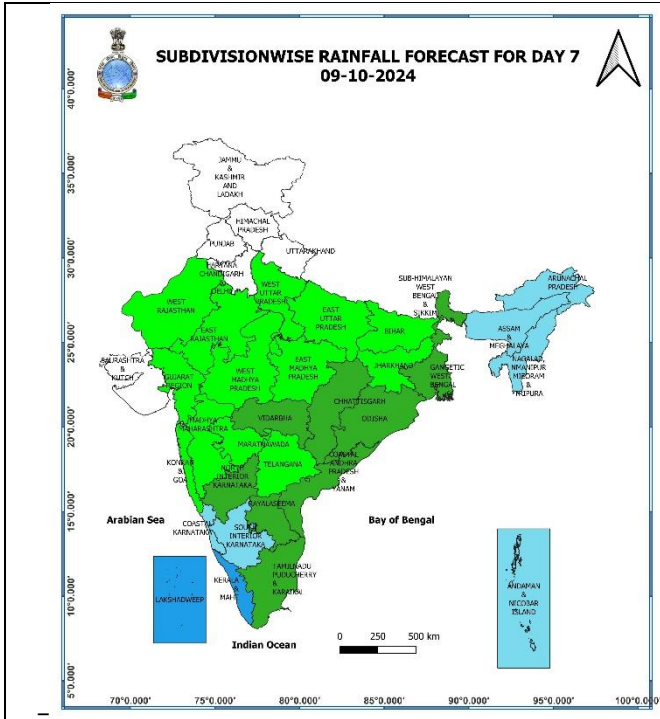 SUBDIVISIONWISE RAINFALL FORECAST FOR DAY 7
09-10-2024
40°0.000'
35°0.000'
30°0.000'
25°0.000'
20°0.000'
15°0.000'
10°0.000'
5°0.000'
JAMMU
&
KASHMIR
AND
LADAKH
HIMACHAL
PRADESH
PUNJAB
UTTARAKHAND
HARYANA
CHANDIGARH
&
DELHI
WEST
UTTAR
PRADESH
SUB-HIMALAYAN
WEST
BENGAL
&
SIKKIM
ARUNACHAL
PRADESH
WEST
RAJASTHAN
EAST
RAJASTHAN
EAST
UTTAR
PRADESH
BIHAR
ASSAM
&
MEGHALAYA
NAGALAD,
MANIPUR
MIZORAM
&
TRIPURA
SAURASHTRA
&
KUTCH
GUJARAT
REGION
WEST
MADHYA
PRADESH
EAST
MADHYA
PRADESH
JHARKHAND
GANGETIC
WEST
BENGAL
CHHATTISGARH
ODISHA
VIDARBHA
MADHYA
MAHARASHTRA
MARATHWADA
KONKAN
&
GOA
TELANGANA
NORTH
INTERIOR
KARNATAKA
COASTAL
ANDHRA
PRADESH
&
YANAM
RAYALASEEMA
Arabian Sea
Bay of Bengal
COASTAL
KARNATAKA
SOUTH
INTERIOR
KARNATAKA
TAMILNADU
PUDUCHERRY
&
KARAIKAL
KERALA
&
MAHE
LAKSHADWEEP
ANDAMAN
&
NICOBAR
ISLAND
Indian Ocean
0 250 500 km
70°0.000' 75°0.000' 80°0.000' 85°0.000' 90°0.000' 95°0.000' 100°0.000'